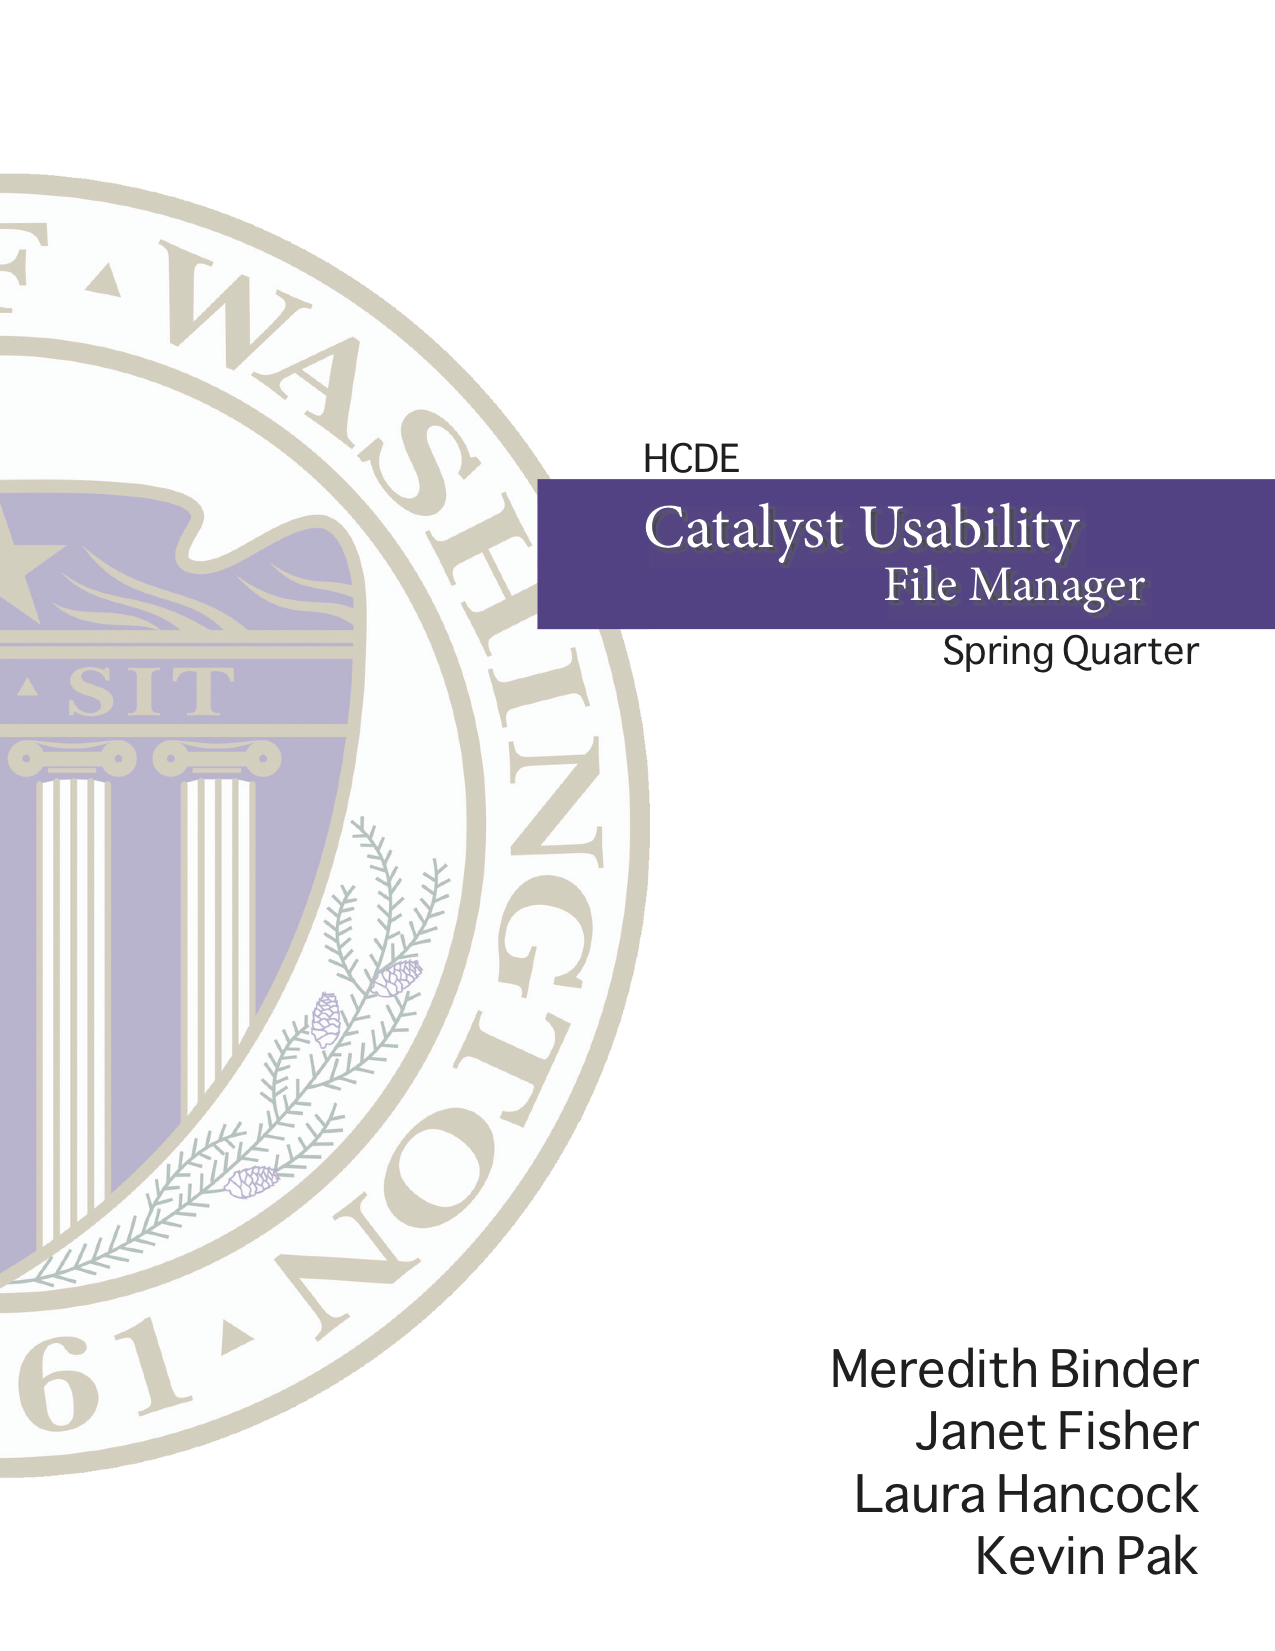 F ▲ WASHINGTON ▲
▲ SIT
61
HCDE
Catalyst Usability
File Manager
Spring Quarter
Meredith Binder
Janet Fisher
Laura Hancock
Kevin Pak